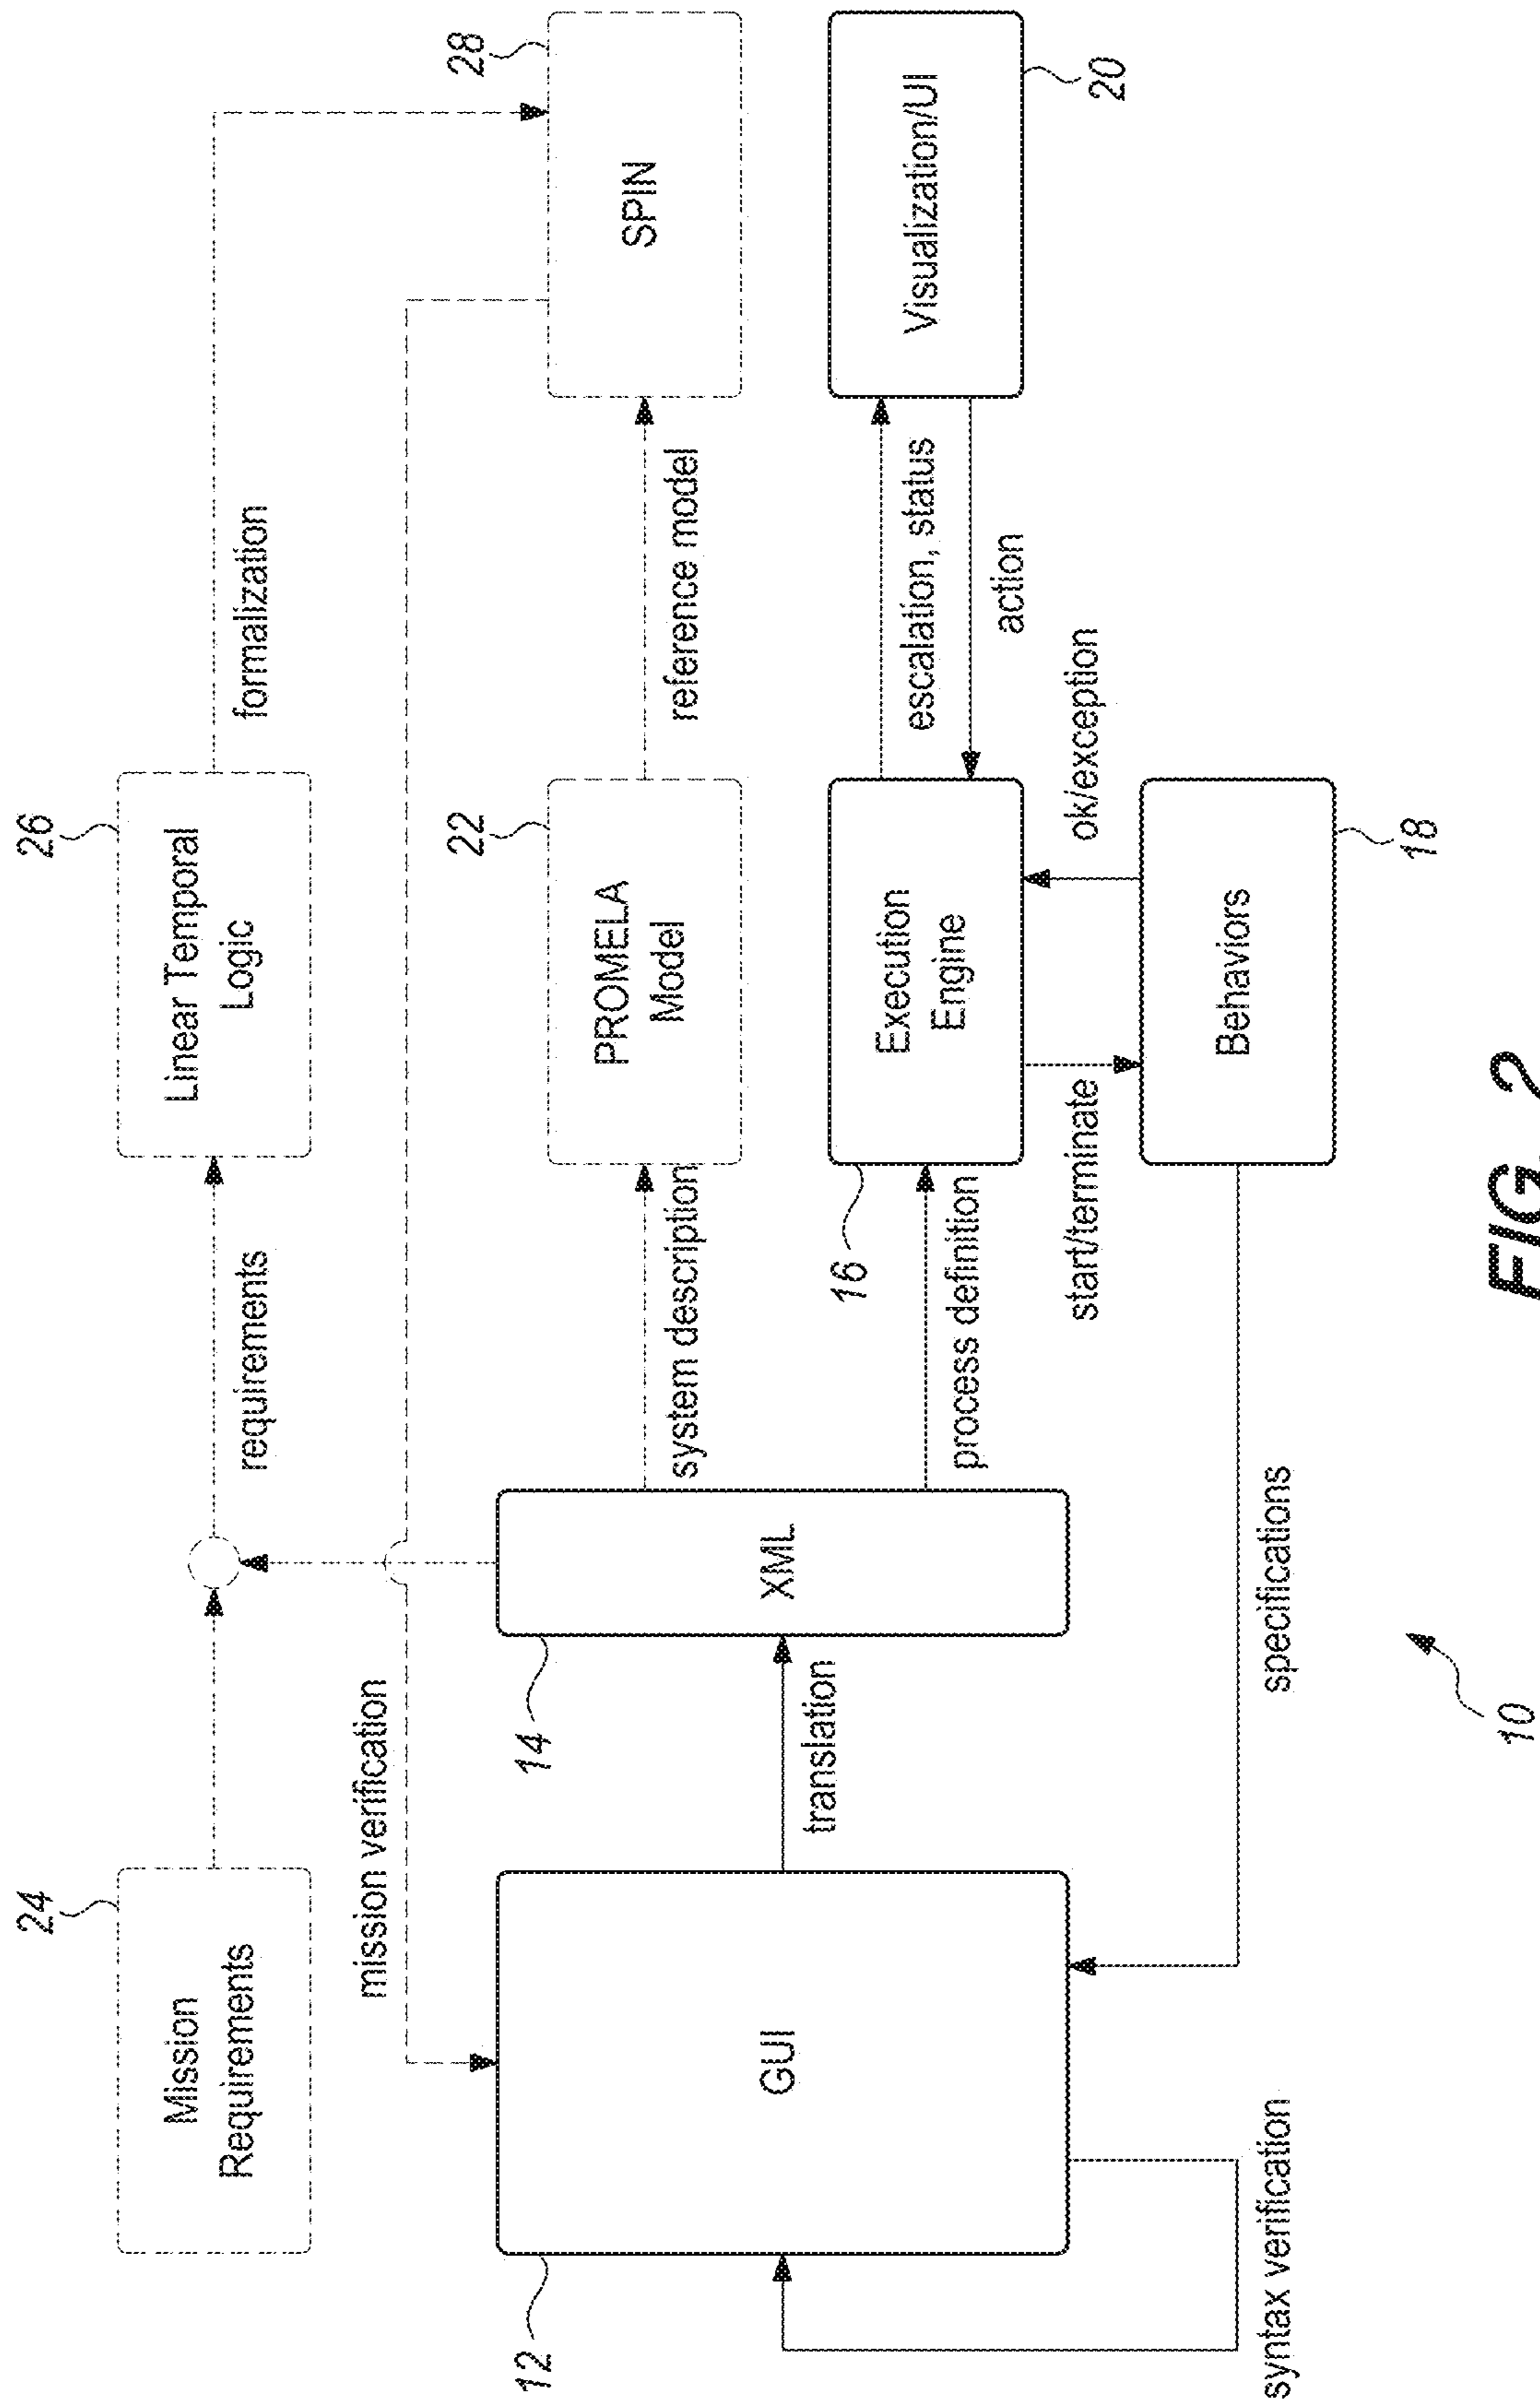 24
Mission
Requirements
requirements
26
Linear Temporal
Logic
formalization
mission verification
12
GUI
syntax verification
translation
14
XML
system description
22
PROMELA
Model
reference model
28
SPIN
process definition
16
Execution
Engine
escalation, status
action
Visualization/UI
20
start/terminate
ok/exception
Behaviors
18
specifications
10
FIG. 2